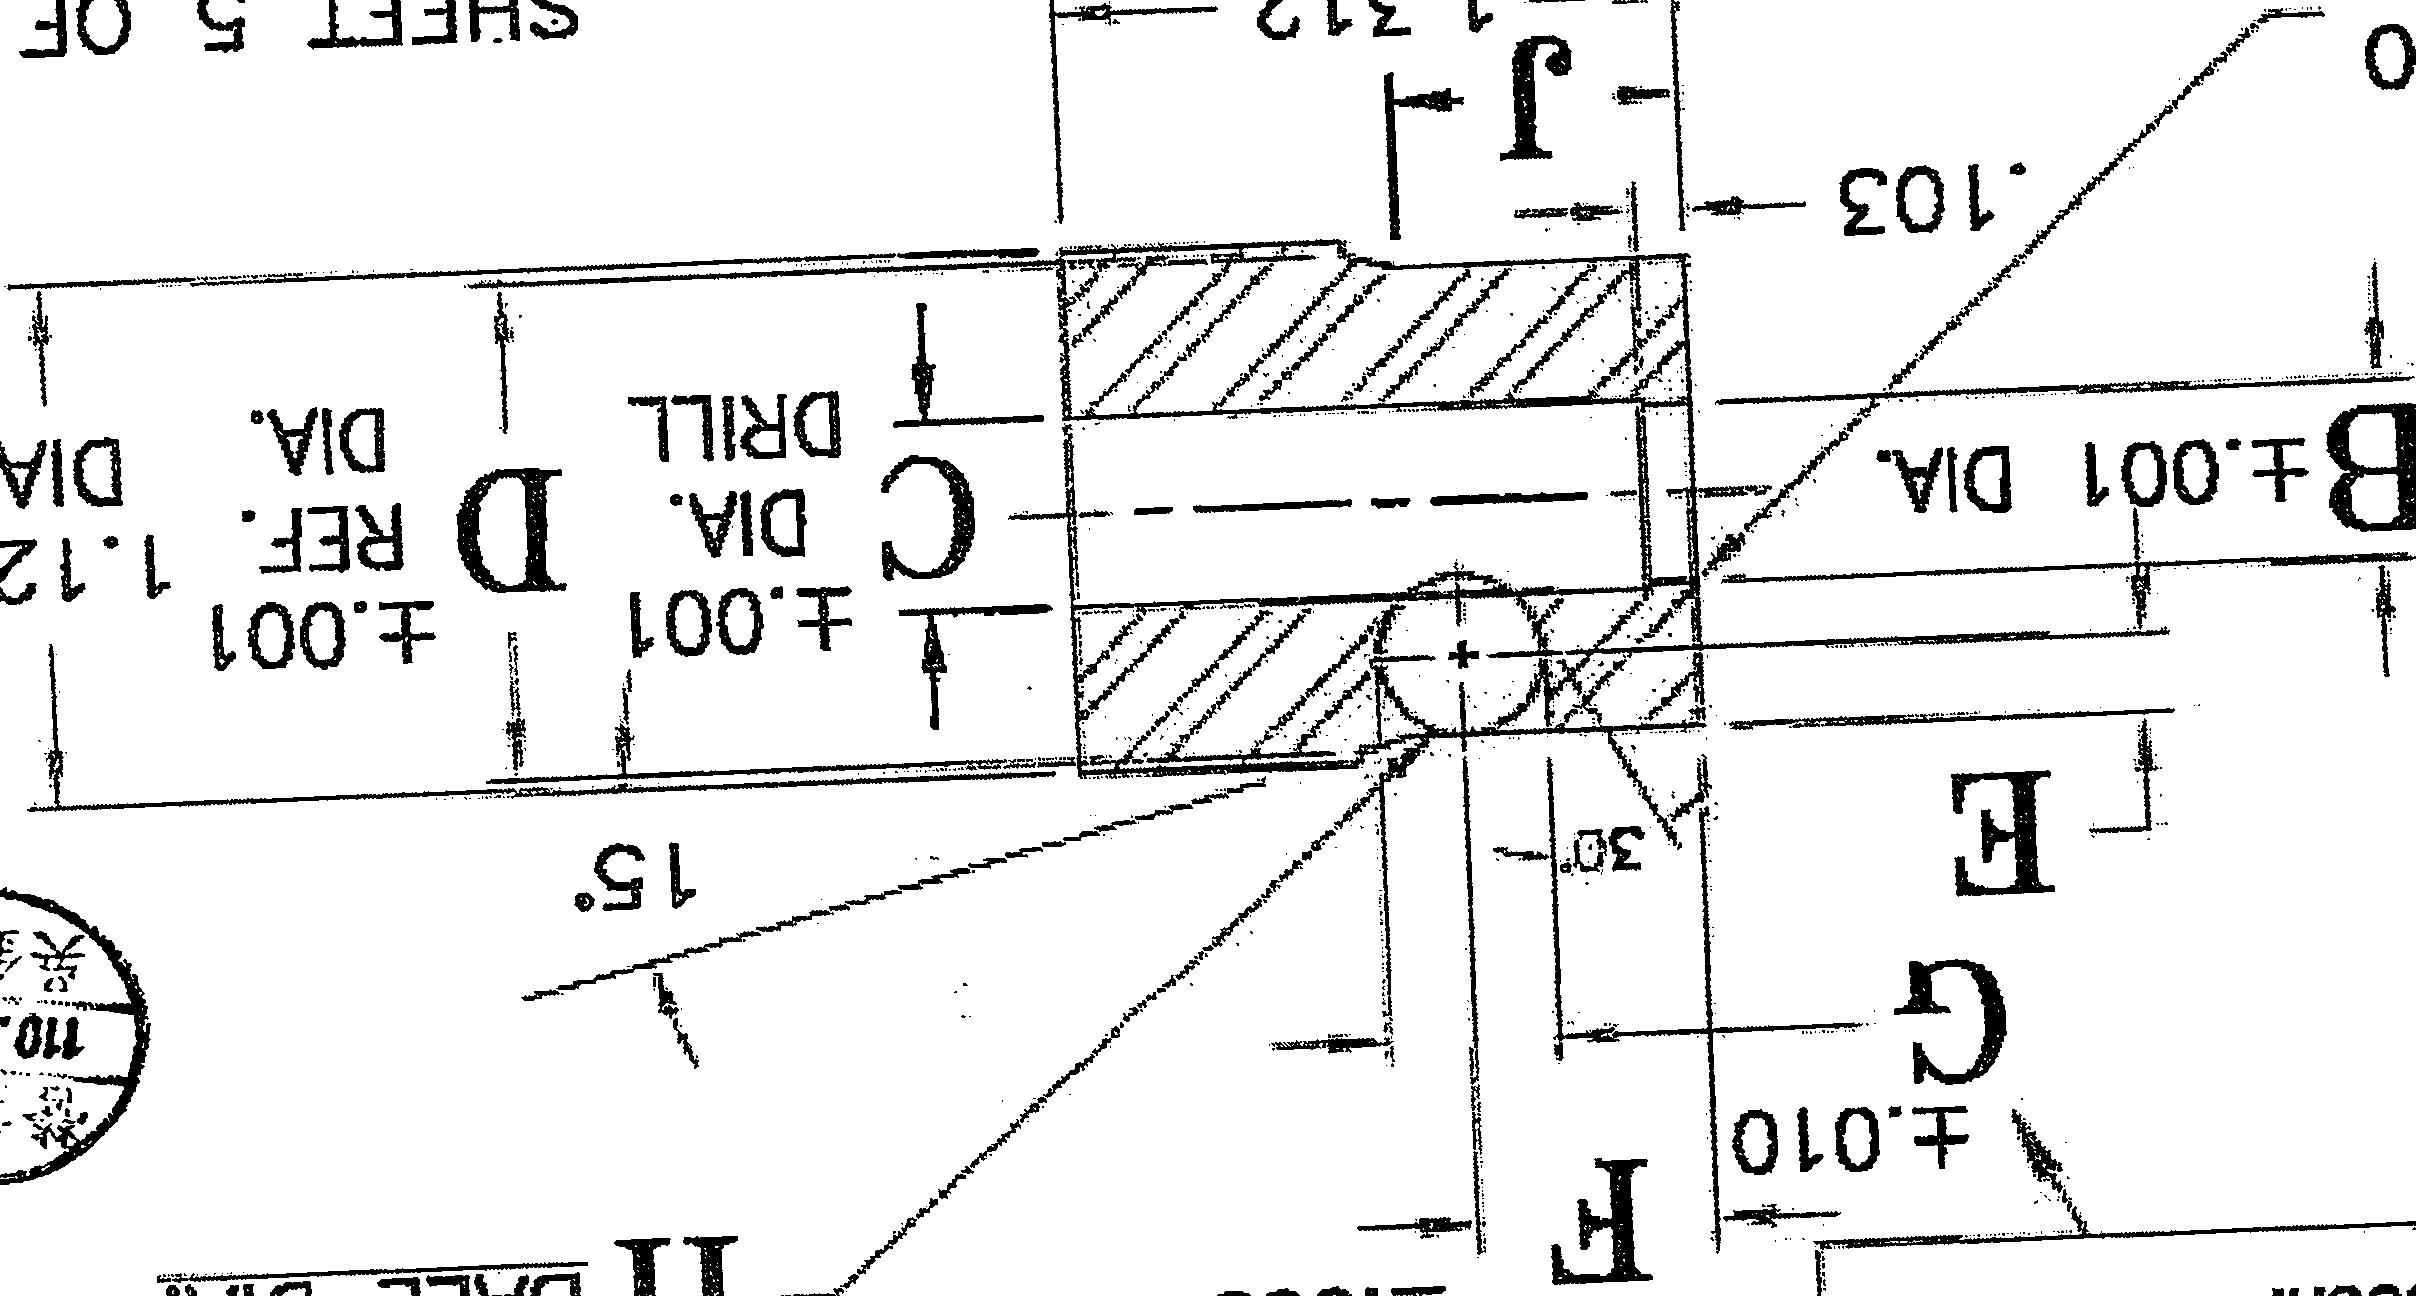 F
±.010
G
110.
E
30°
15°
B ±.001 DIA.
C
±.001
DIA.
DRILL
D
±.001
REF.
DIA.
1.12
DIA
.103
J
1.312
0
SHEET 5 OF